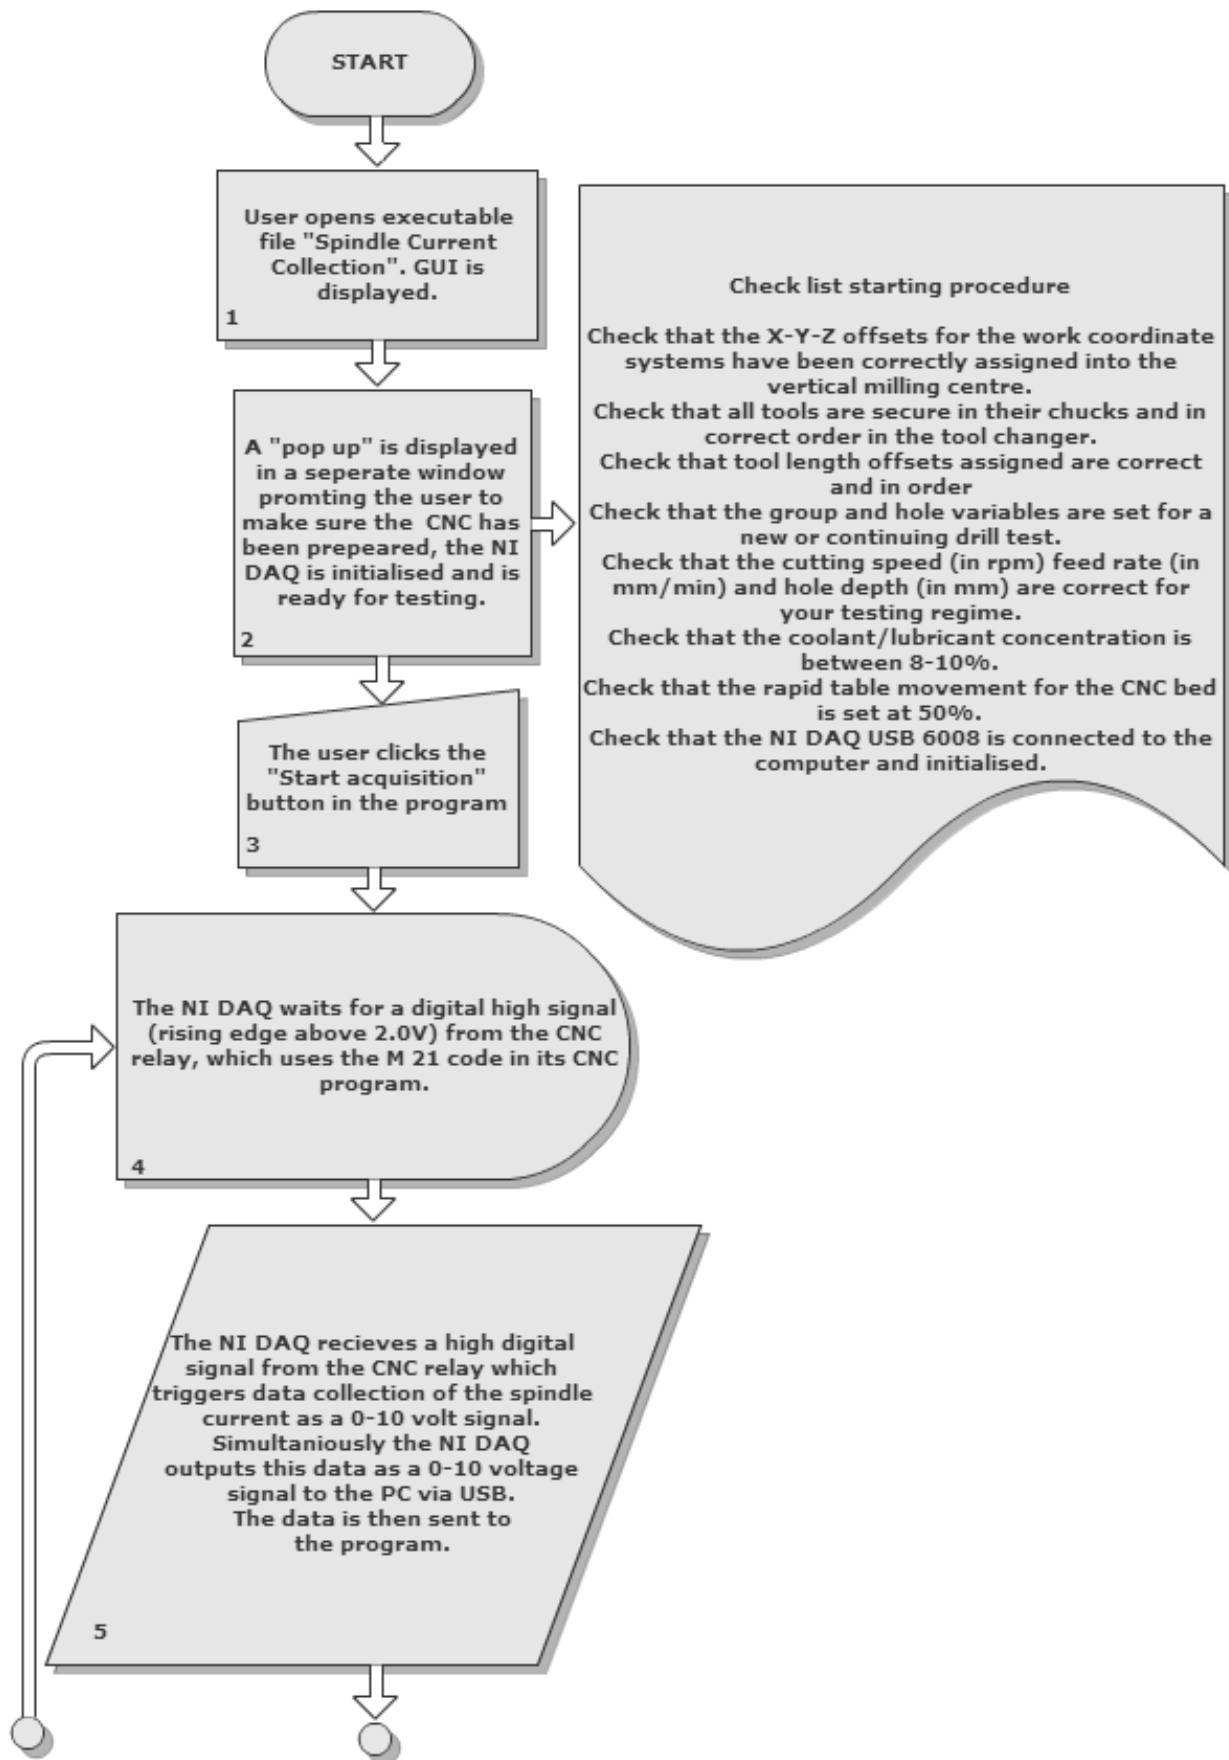 START
User opens executable
file "Spindle Current
Collection". GUI is
displayed.
1
A "pop up" is displayed
in a seperate window
promting the user to
make sure the CNC has
been prepeared, the NI
DAQ is initialised and is
ready for testing.
2
Check list starting procedure
Check that the X-Y-Z offsets for the work coordinate
systems have been correctly assigned into the
vertical milling centre.
Check that all tools are secure in their chucks and in
correct order in the tool changer.
Check that tool length offsets assigned are correct
and in order
Check that the group and hole variables are set for a
new or continuing drill test.
Check that the cutting speed (in rpm) feed rate (in
mm/min) and hole depth (in mm) are correct for
your testing regime.
Check that the coolant/lubricant concentration is
between 8-10%.
Check that the rapid table movement for the CNC bed
is set at 50%.
Check that the NI DAQ USB 6008 is connected to the
computer and initialised.
The user clicks the
"Start acquisition"
button in the program
3
The NI DAQ waits for a digital high signal
(rising edge above 2.0V) from the CNC
relay, which uses the M 21 code in its CNC
program.
4
The NI DAQ recieves a high digital
signal from the CNC relay which
triggers data collection of the spindle
current as a 0-10 volt signal.
Simultaniously the NI DAQ
outputs this data as a 0-10 voltage
signal to the PC via USB.
The data is then sent to
the program.
5